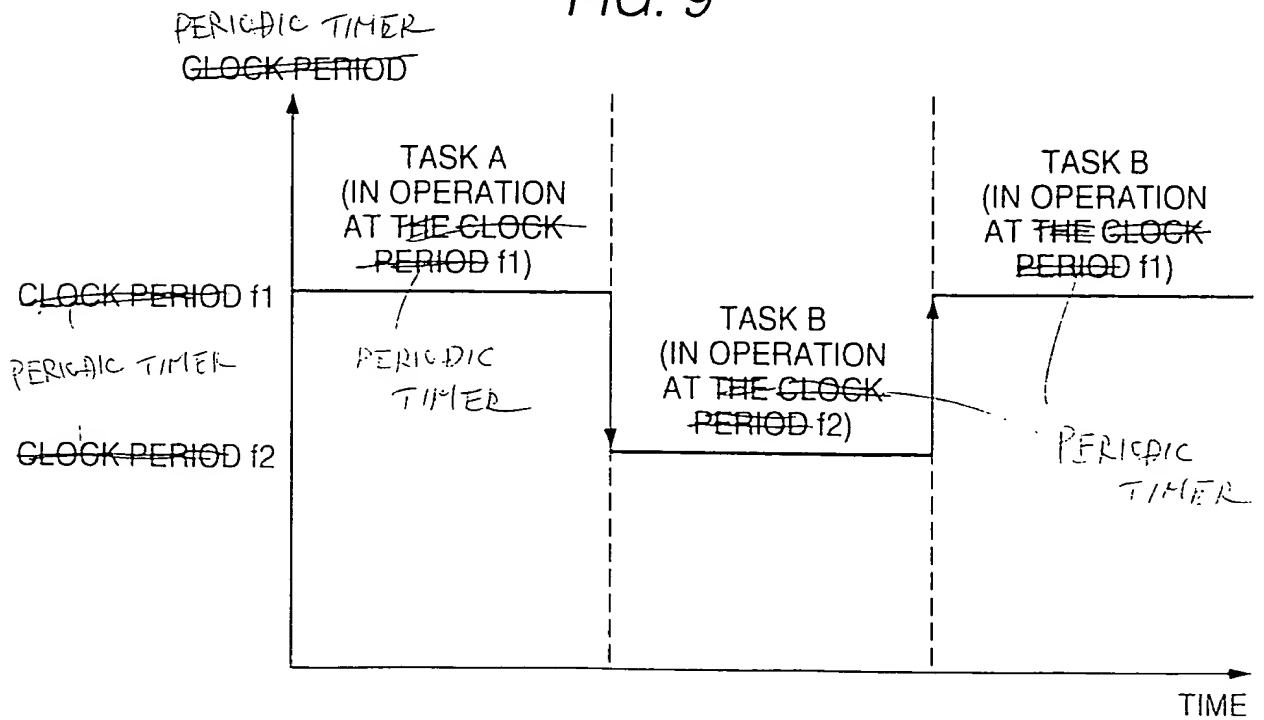 FIG. 9
PERIODIC TIMER
CLOCK PERIOD
TASK A
(IN OPERATION
AT THE CLOCK
PERIOD f1)
TASK B
(IN OPERATION
AT THE CLOCK
PERIOD f1)
CLOCK PERIOD f1
TASK B
(IN OPERATION
AT THE CLOCK
PERIOD f2)
PERIODIC TIMER
PERIODIC
TIMER
CLOCK PERIOD f2
PERIODIC
TIMER
TIME